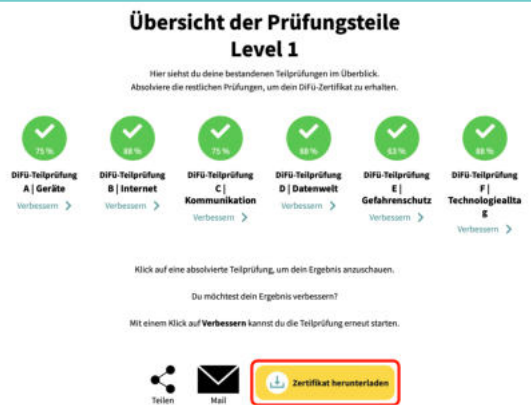 Übersicht der Prüfungsteile
Level 1
Hier siehst du deine bestandenen Teilprüfungen im Überblick.
Absolviere die restlichen Prüfungen, um dein DiFü-Zertifikat zu erhalten.
75 %
DiFü-Teilprüfung
A | Geräte
Verbessern
88 %
DiFü-Teilprüfung
B | Internet
Verbessern
75 %
DiFü-Teilprüfung
C |
Kommunikation
Verbessern
88 %
DiFü-Teilprüfung
D | Datenwelt
Verbessern
63 %
DiFü-Teilprüfung
E |
Gefahrenschutz
Verbessern
88 %
DiFü-Teilprüfung
F |
Technologieallta
g
Verbessern
Klick auf eine absolvierte Teilprüfung, um dein Ergebnis anzuschauen.
Du möchtest dein Ergebnis verbessern?
Mit einem Klick auf Verbessern kannst du die Teilprüfung erneut starten.
Teilen
Mail
Zertifikat herunterladen